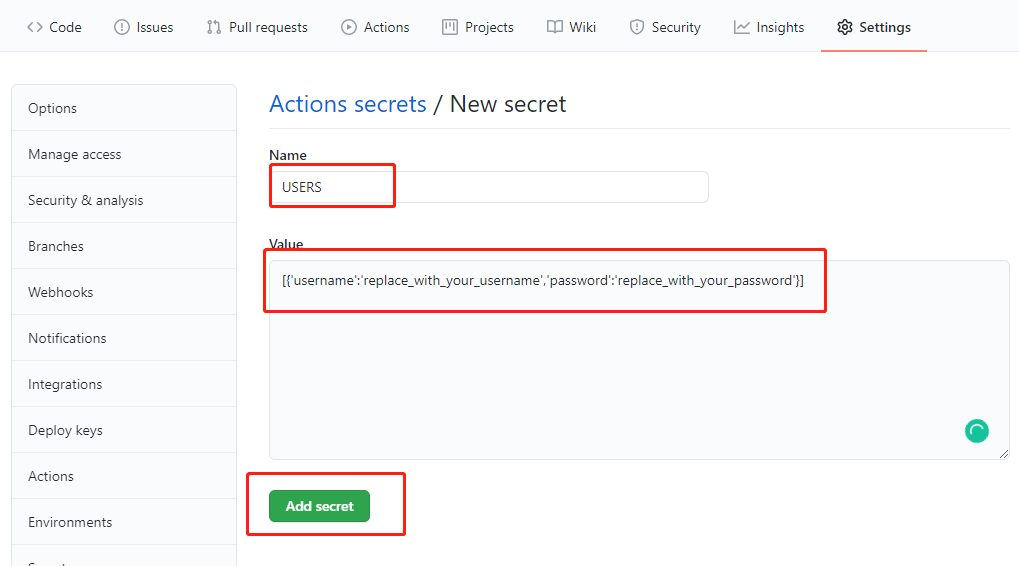 Code Issues Pull requests Actions Projects Wiki Security Insights Settings
Options
Manage access
Security & analysis
Branches
Webhooks
Notifications
Integrations
Deploy keys
Actions
Environments
Actions secrets / New secret
Name
USERS
Value
[{'username':'replace_with_your_username','password':'replace_with_your_password'}]
Add secret